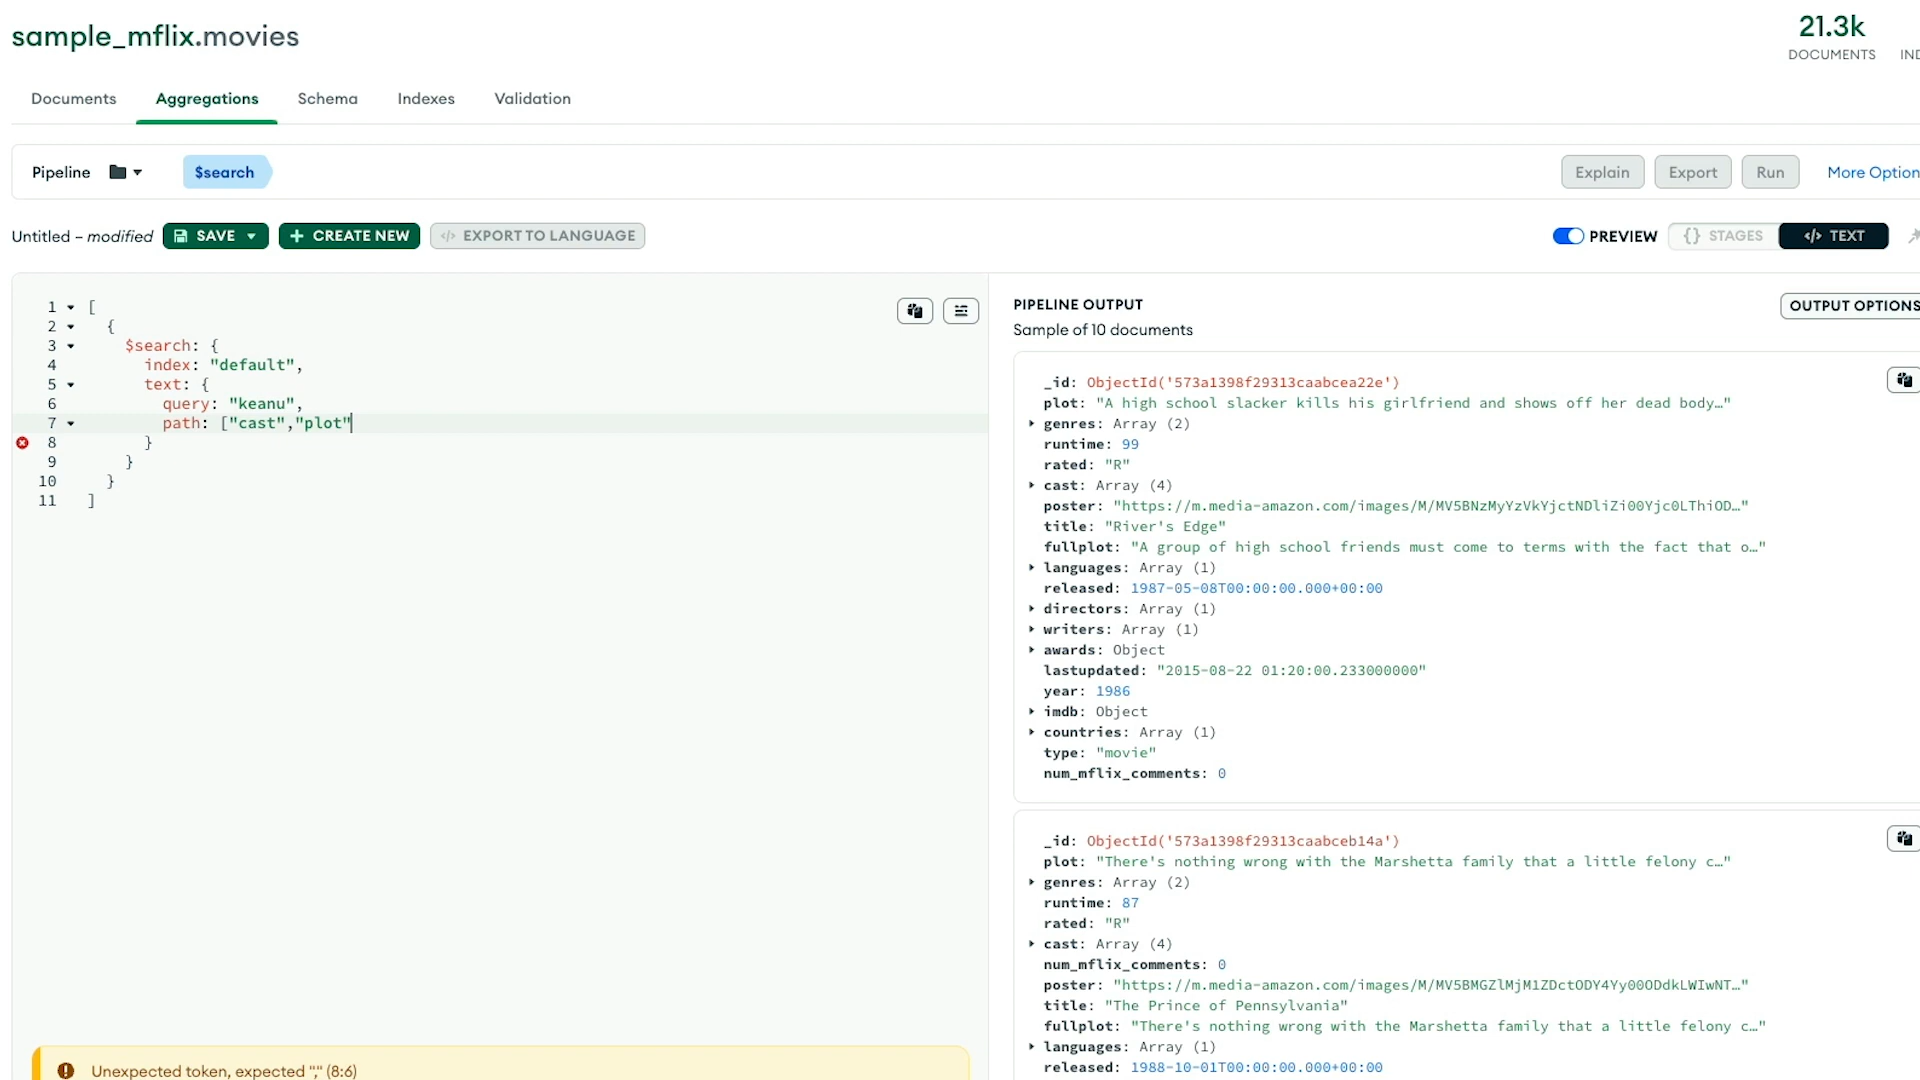 sample_mflix.movies
21.3k
DOCUMENTS IND
Documents Aggregations Schema Indexes Validation
Pipeline $search Explain Export Run More Option
Untitled – modified SAVE + CREATE NEW </> EXPORT TO LANGUAGE PREVIEW {} STAGES </> TEXT
1 [
2 {
3 $search: {
4 index: "default",
5 text: {
6 query: "keanu",
7 path: ["cast","plot"
8 }
9 }
10 }
11 ]
Unexpected token, expected "," (8:6)
PIPELINE OUTPUT
Sample of 10 documents
OUTPUT OPTIONS
_id: ObjectId('573a1398f29313caabcea22e')
plot: "A high school slacker kills his girlfriend and shows off her dead body…"
genres: Array (2)
runtime: 99
rated: "R"
cast: Array (4)
poster: "https://m.media-amazon.com/images/M/MV5BNzMyYzVkYjctNDliZi00Yjc0LThiOD…"
title: "River's Edge"
fullplot: "A group of high school friends must come to terms with the fact that o…"
languages: Array (1)
released: 1987-05-08T00:00:00.000+00:00
directors: Array (1)
writers: Array (1)
awards: Object
lastupdated: "2015-08-22 01:20:00.233000000"
year: 1986
imdb: Object
countries: Array (1)
type: "movie"
num_mflix_comments: 0
_id: ObjectId('573a1398f29313caabceb14a')
plot: "There's nothing wrong with the Marshetta family that a little felony c…"
genres: Array (2)
runtime: 87
rated: "R"
cast: Array (4)
num_mflix_comments: 0
poster: "https://m.media-amazon.com/images/M/MV5BMGZlMjM1ZDctODY4Yy00ODdkLWIwNT…"
title: "The Prince of Pennsylvania"
fullplot: "There's nothing wrong with the Marshetta family that a little felony c…"
languages: Array (1)
released: 1988-10-01T00:00:00.000+00:00